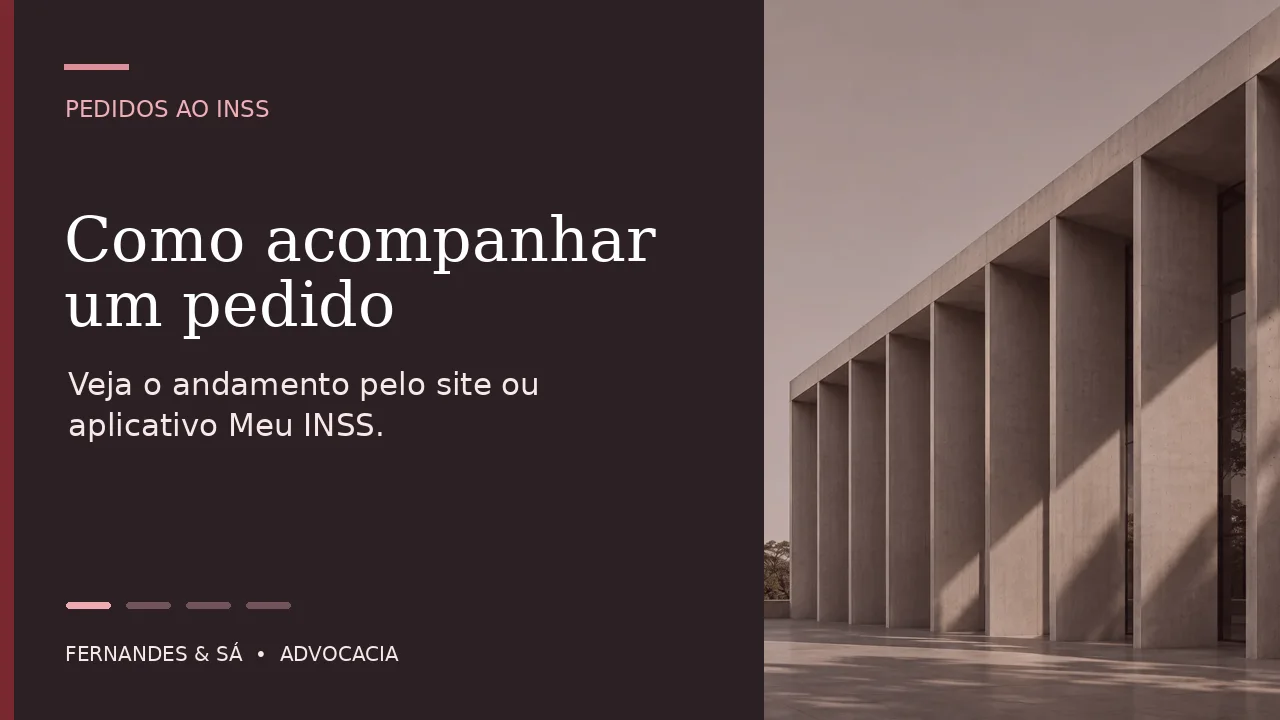 PEDIDOS AO INSS
Como acompanhar
um pedido
Veja o andamento pelo site ou
aplicativo Meu INSS.
FERNANDES & SÁ • ADVOCACIA